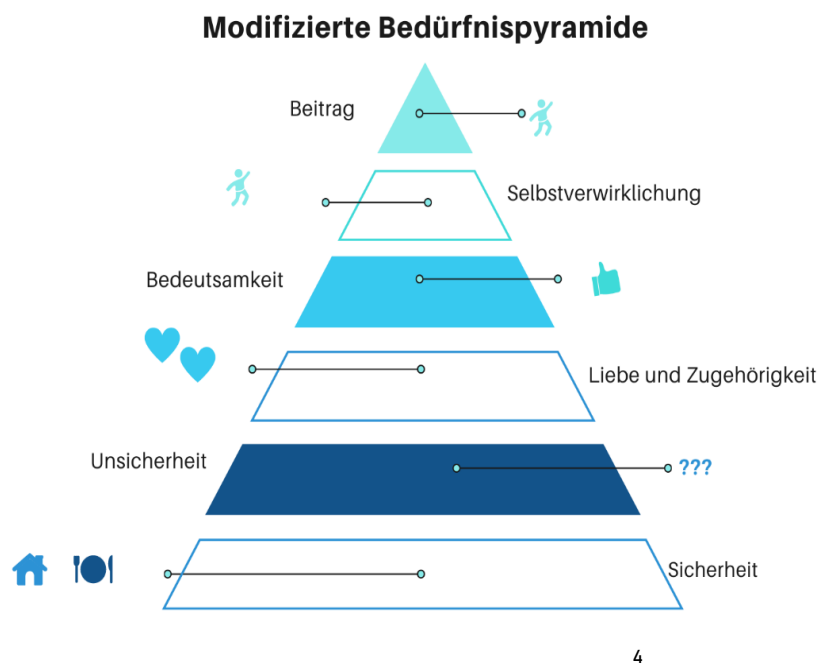 Modifizierte Bedürfnispyramide
Beitrag
Selbstverwirklichung
Bedeutsamkeit
Liebe und Zugehörigkeit
Unsicherheit
???
Sicherheit
4